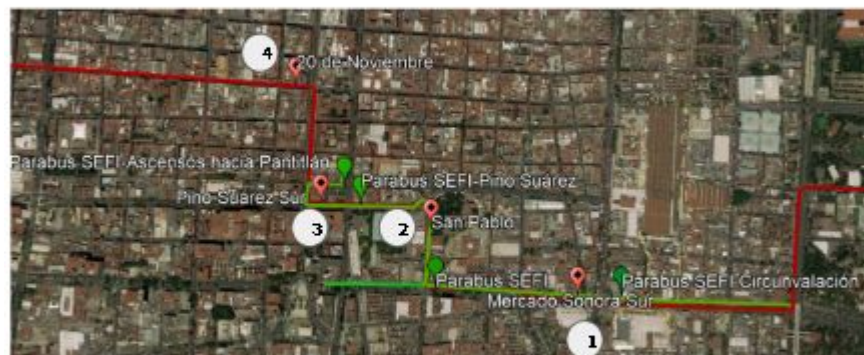 4
20 de Noviembre
Parabus SEFI-Ascensos hacia Pantitlán
Parabus SEFI-Pino Suárez
Pino Suárez Sur
3
2
San Pablo
Parabus SEFI
Parabus SEFI-Circunvalación
Mercado Sonora Sur
1